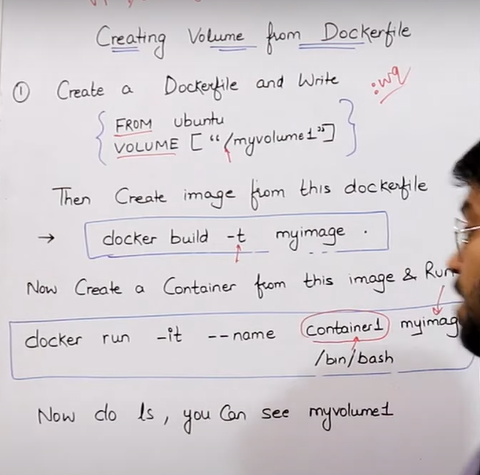 Creating Volume from Dockerfile
① Create a Dockerfile and Write :wq
FROM ubuntu
VOLUME ["/myvolume1"]
Then Create image from this dockerfile
→ docker build -t myimage .
Now Create a Container from this image & Run
docker run -it --name container1 myimag
/bin/bash
Now do ls, you Can see myvolume1